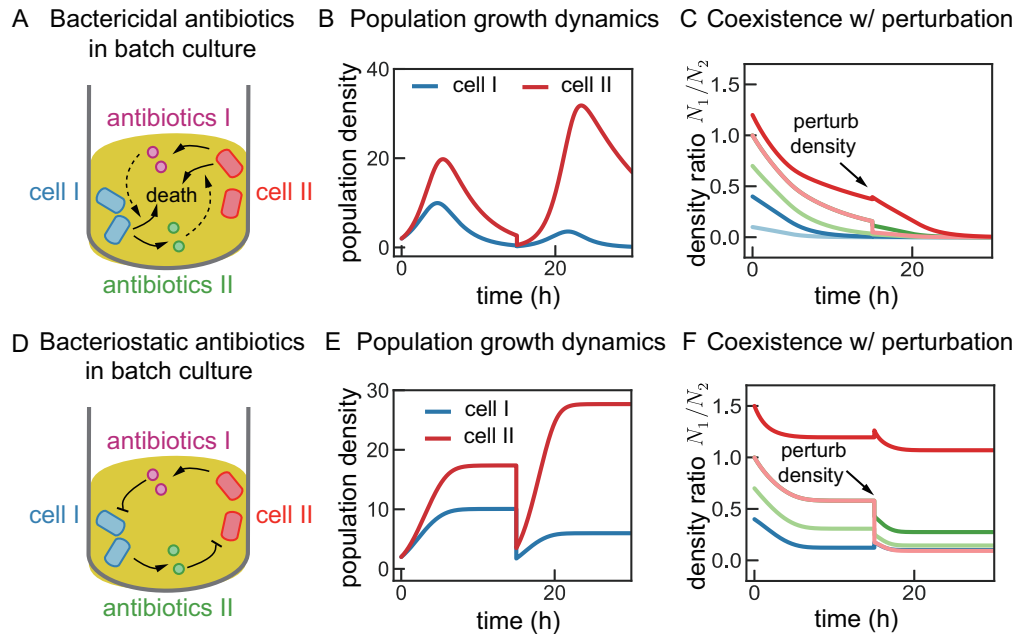 A Bactericidal antibiotics
in batch culture
antibiotics I
cell I
death
cell II
antibiotics II
B Population growth dynamics
cell I
cell II
population density
40
20
0
0
20
time (h)
C Coexistence w/ perturbation
density ratio N₁/N₂
1.5
1.0
0.5
0.0
perturb
density
0
20
time (h)
D Bacteriostatic antibiotics
in batch culture
antibiotics I
cell I
cell II
antibiotics II
E Population growth dynamics
cell I
cell II
population density
30
20
10
0
0
20
time (h)
F Coexistence w/ perturbation
density ratio N₁/N₂
1.5
1.0
0.5
0.0
perturb
density
0
20
time (h)